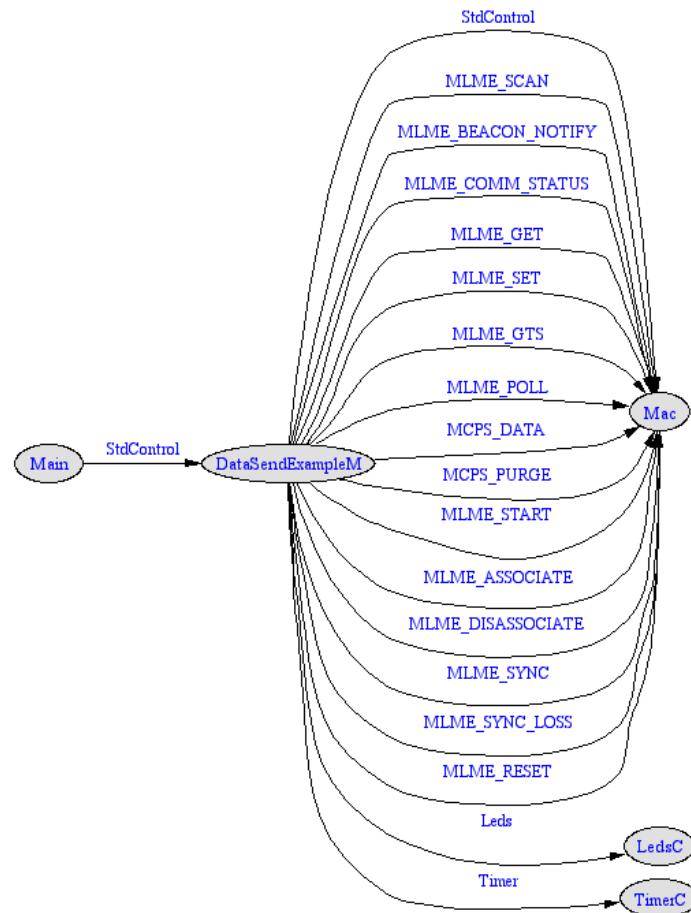 StdControl
MLME_SCAN
MLME_BEACON_NOTIFY
MLME_COMM_STATUS
MLME_GET
MLME_SET
MLME_GTS
MLME_POLL
Mac
MCPS_DATA
StdControl
Main
DataSendExampleM
MCPS_PURGE
MLME_START
MLME_ASSOCIATE
MLME_DISASSOCIATE
MLME_SYNC
MLME_SYNC_LOSS
MLME_RESET
Leds
LedsC
Timer
TimerC